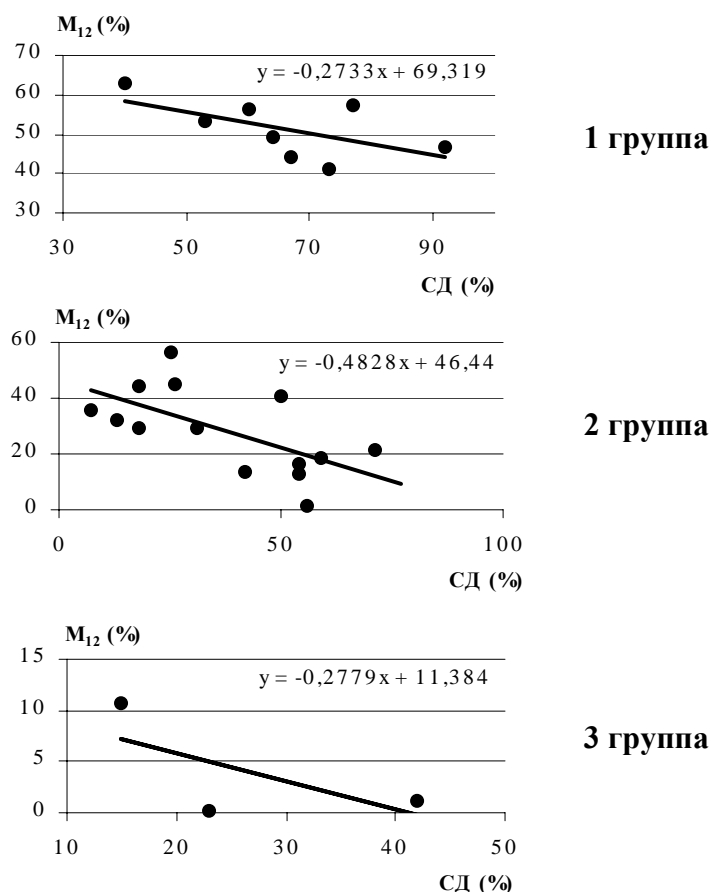 M₁₂ (%)
70
y = -0,2733x + 69,319
60
50
40
30
30 50 70 90
СД (%)
1 группа
M₁₂ (%)
60
y = -0,4828x + 46,44
40
20
0
0 50 100
СД (%)
2 группа
M₁₂ (%)
15
y = -0,2779x + 11,384
10
5
0
10 20 30 40 50
СД (%)
3 группа